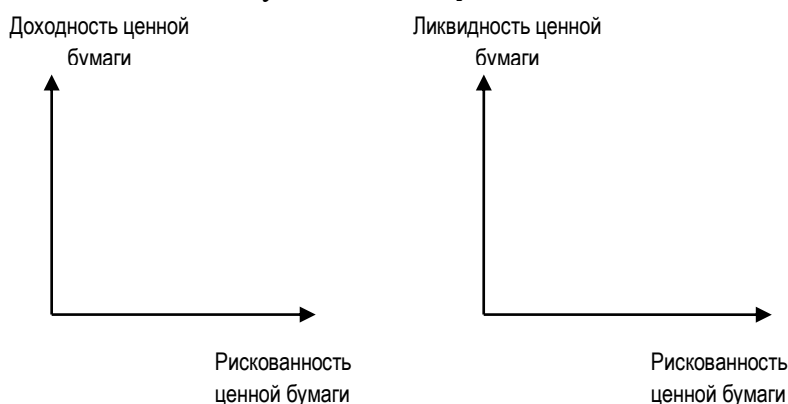 Доходность ценной
бумаги
Ликвидность ценной
бумаги
Рискованность
ценной бумаги
Рискованность
ценной бумаги